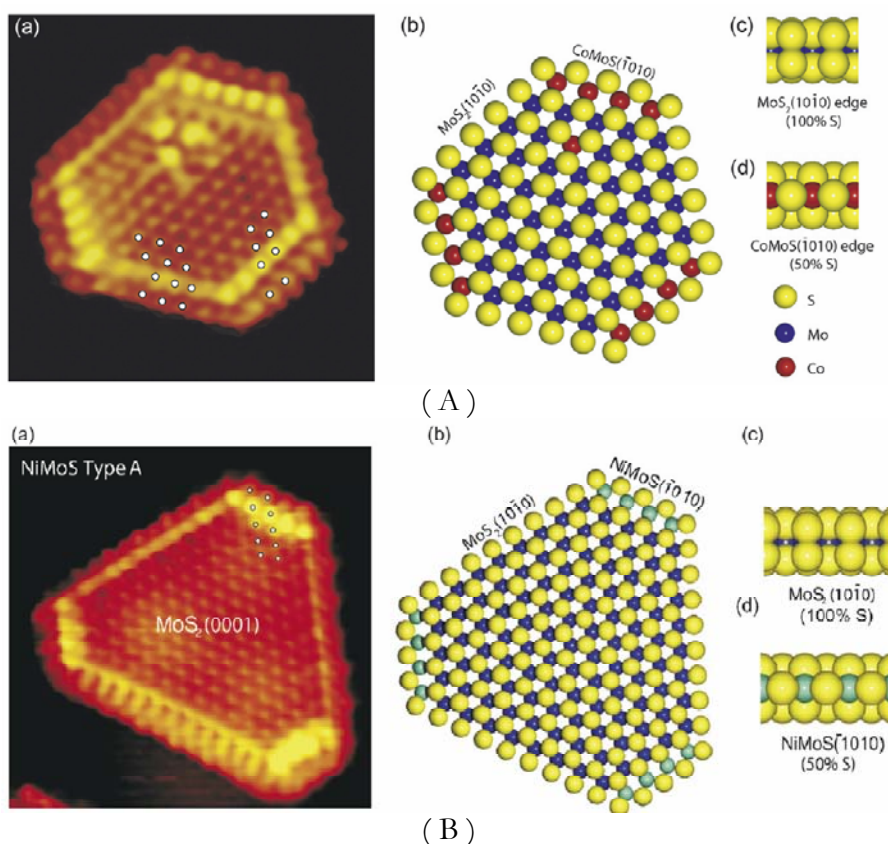 (a)
(b)
CoMoS(1̄010)
MoS₂(101̄0)
(c)
MoS₂(101̄0) edge
(100% S)
(d)
CoMoS(1̄010) edge
(50% S)
S
Mo
Co
( A )
(a)
NiMoS Type A
MoS₂(0001)
(b)
NiMoS(1̄010)
MoS₂(101̄0)
(c)
MoS₂(101̄0)
(100% S)
(d)
NiMoS(1̄010)
(50% S)
( B )